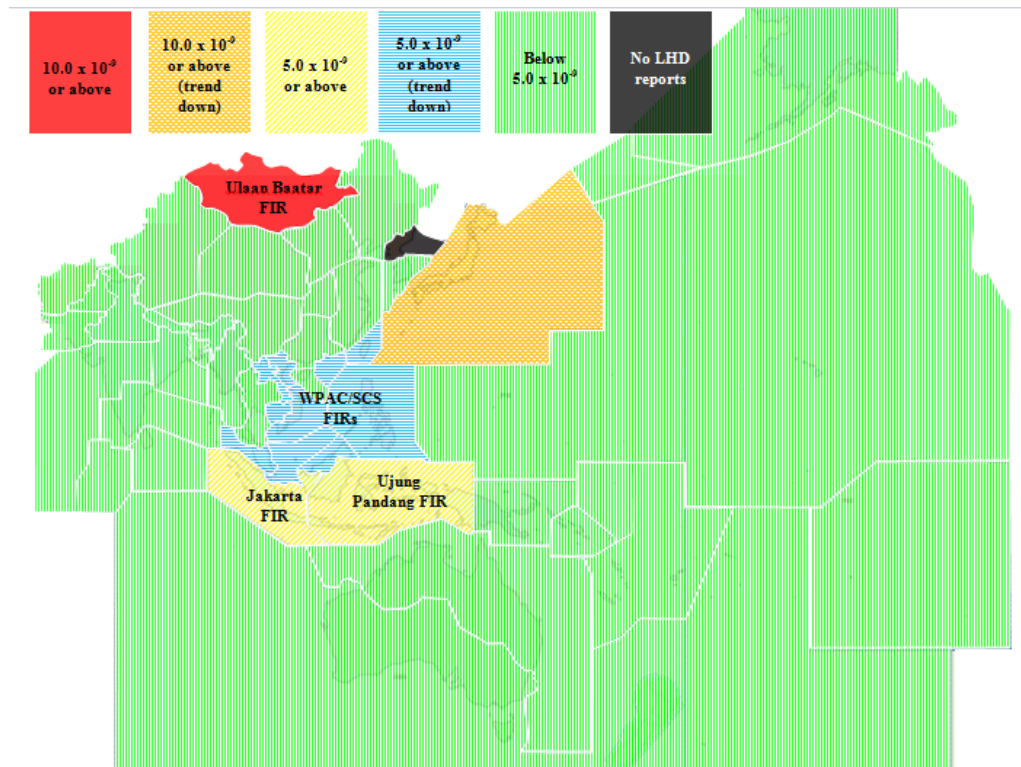 10.0 x 10⁻⁹
or above
10.0 x 10⁻⁹
or above
(trend
down)
5.0 x 10⁻⁹
or above
5.0 x 10⁻⁹
or above
(trend
down)
Below
5.0 x 10⁻⁹
No LHD
reports
Ulaan Baatar
FIR
WPAC/SCS
FIRs
Jakarta
FIR
Ujung
Pandang FIR